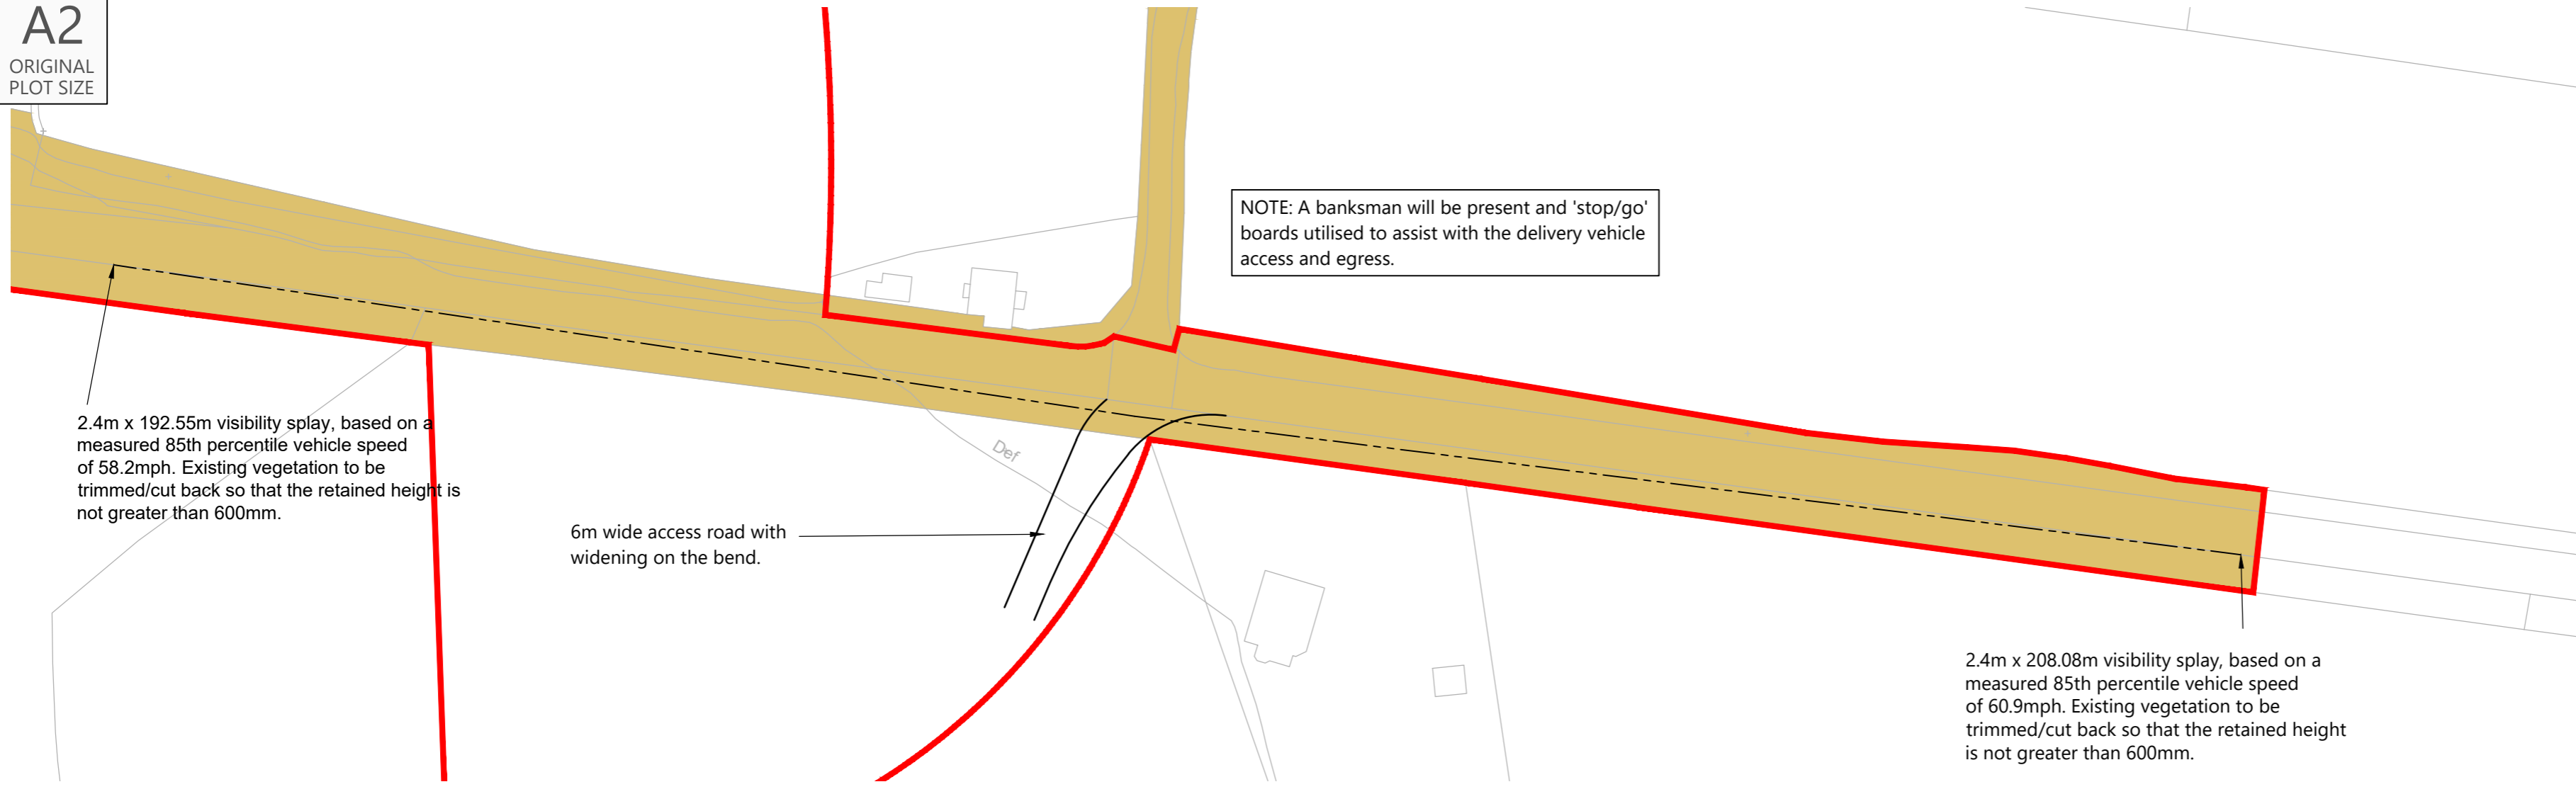 A2
ORIGINAL
PLOT SIZE
NOTE: A banksman will be present and 'stop/go'
boards utilised to assist with the delivery vehicle
access and egress.
2.4m x 192.55m visibility splay, based on a
measured 85th percentile vehicle speed
of 58.2mph. Existing vegetation to be
trimmed/cut back so that the retained height is
not greater than 600mm.
Def
6m wide access road with
widening on the bend.
2.4m x 208.08m visibility splay, based on a
measured 85th percentile vehicle speed
of 60.9mph. Existing vegetation to be
trimmed/cut back so that the retained height
is not greater than 600mm.